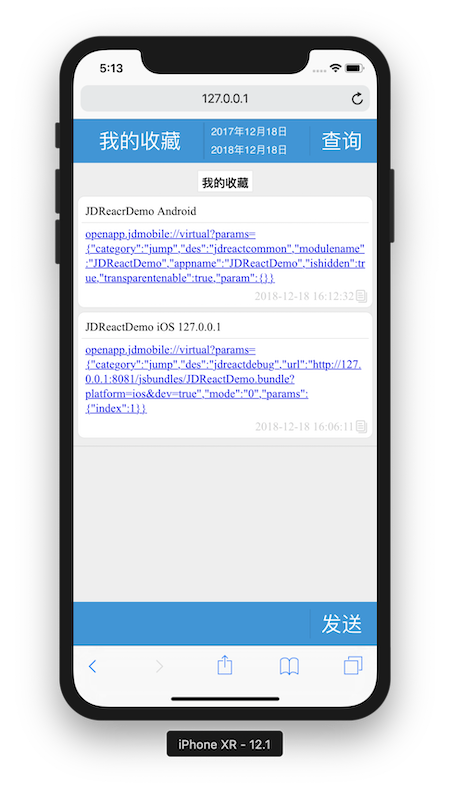 5:13
127.0.0.1
我的收藏
2017年12月18日
2018年12月18日
查询
我的收藏
JDReacrDemo Android
openapp.jdmobile://virtual?params=
{"category":"jump","des":"jdreactcommon","modulename"
:"JDReactDemo","appname":"JDReactDemo","ishidden":tr
ue,"transparentenable":true,"param":{}}
2018-12-18 16:12:32
JDReactDemo iOS 127.0.0.1
openapp.jdmobile://virtual?params=
{"category":"jump","des":"jdreactdebug","url":"http://127.
0.0.1:8081/jsbundles/JDReactDemo.bundle?
platform=ios&dev=true","mode":"0","params":
{"index":1}}
2018-12-18 16:06:11
发送
iPhone XR - 12.1